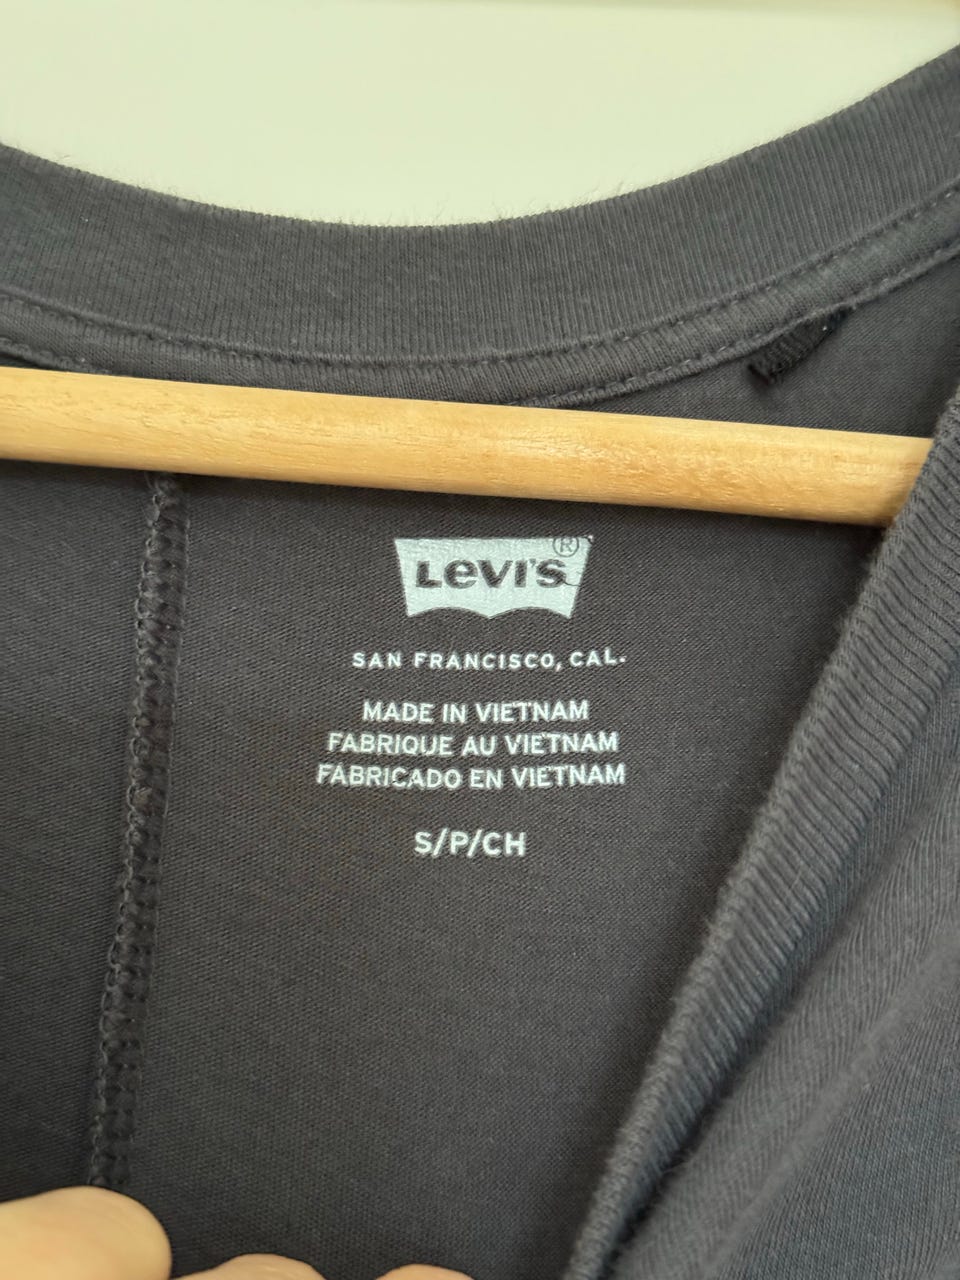 Levi's®
SAN FRANCISCO, CAL.
MADE IN VIETNAM
FABRIQUE AU VIETNAM
FABRICADO EN VIETNAM
S/P/CH